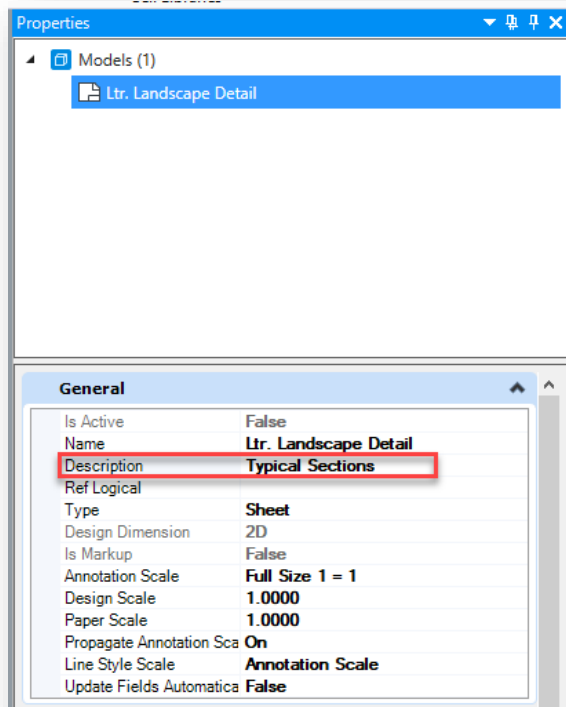 Properties
Models (1)
Ltr. Landscape Detail
General
Is Active False
Name Ltr. Landscape Detail
Description Typical Sections
Ref Logical
Type Sheet
Design Dimension 2D
Is Markup False
Annotation Scale Full Size 1 = 1
Design Scale 1.0000
Paper Scale 1.0000
Propagate Annotation Sca On
Line Style Scale Annotation Scale
Update Fields Automatica False